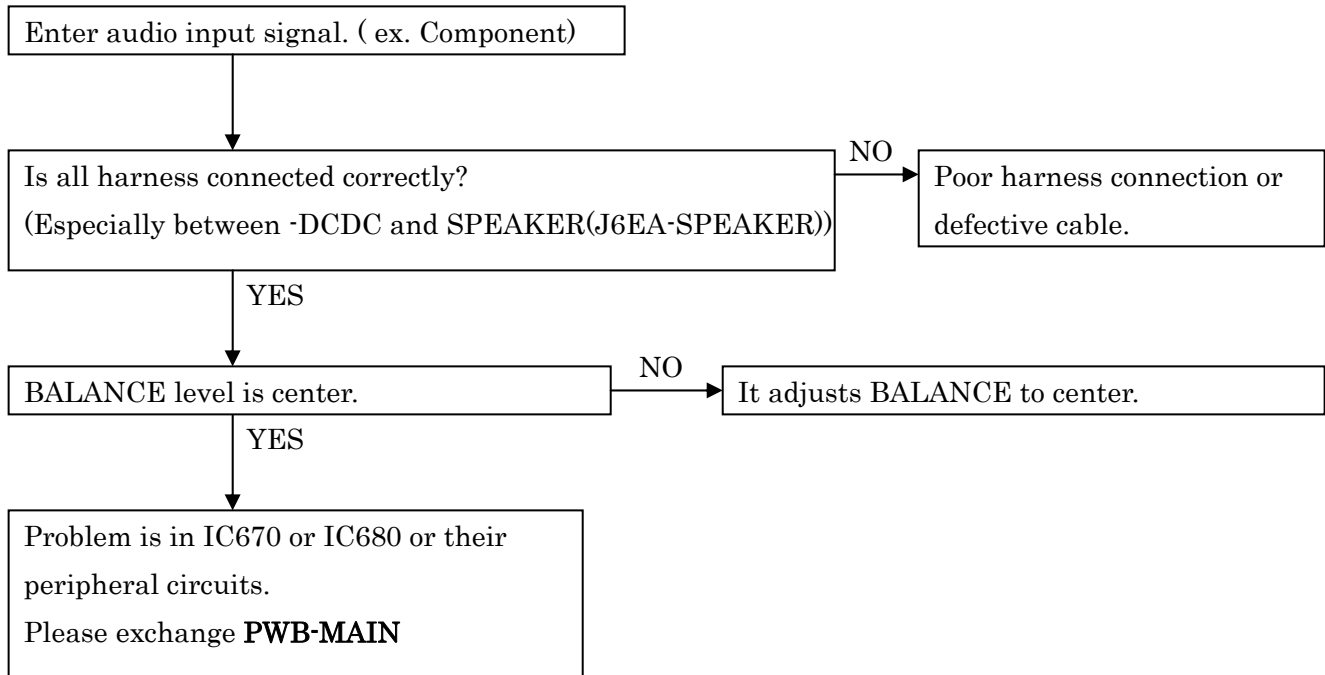 Enter audio input signal. ( ex. Component)
Is all harness connected correctly?
(Especially between -DCDC and SPEAKER(J6EA-SPEAKER))
NO
Poor harness connection or
defective cable.
YES
BALANCE level is center.
NO
It adjusts BALANCE to center.
YES
Problem is in IC670 or IC680 or their
peripheral circuits.
Please exchange PWB-MAIN